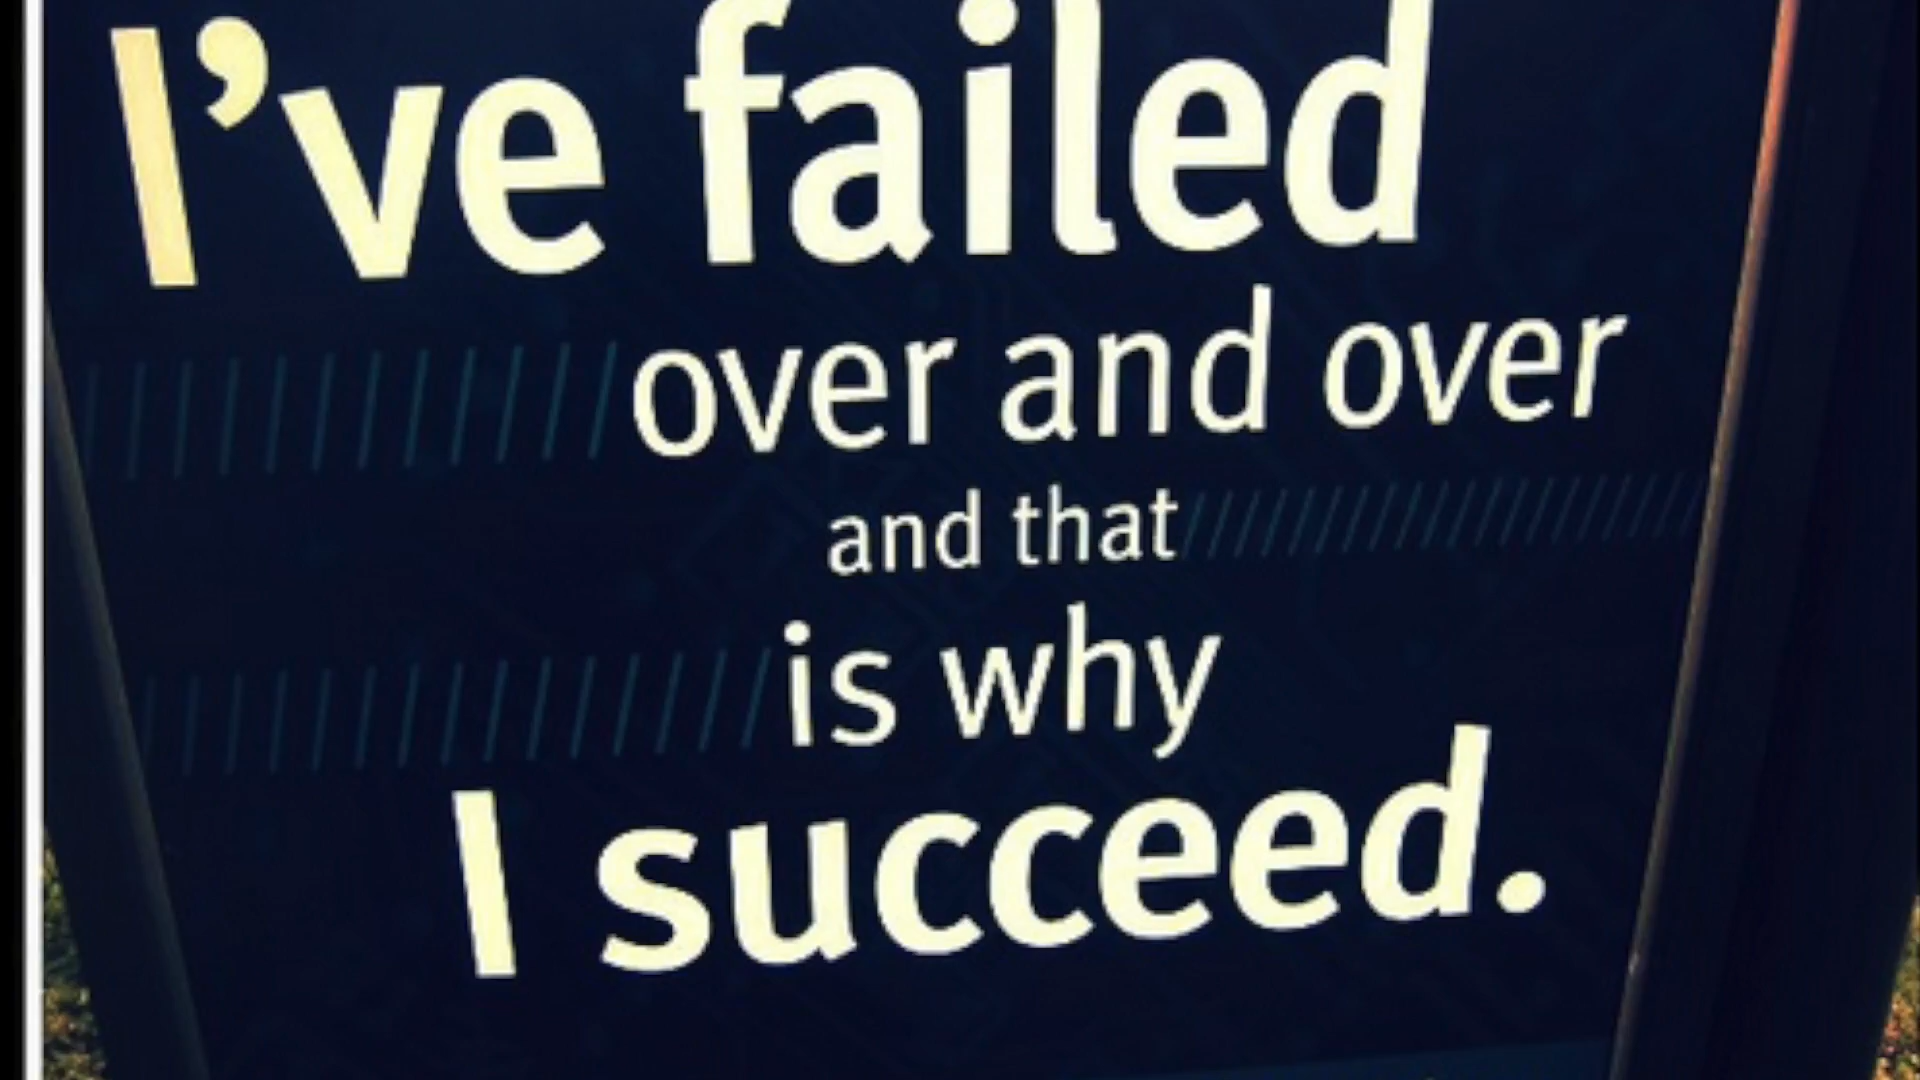 I’ve failed
over and over
and that
is why
I succeed.